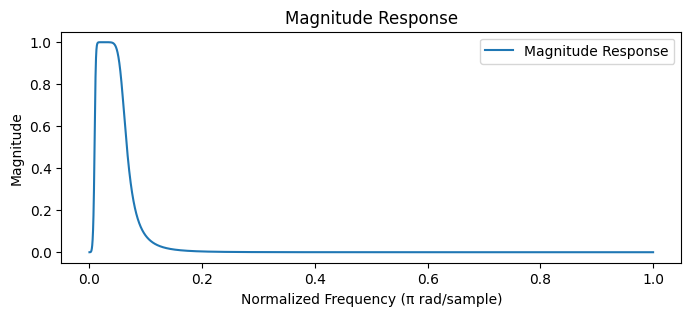 Magnitude Response
Magnitude Response
1.0
0.8
0.6
0.4
0.2
0.0
Magnitude
0.0 0.2 0.4 0.6 0.8 1.0
Normalized Frequency (π rad/sample)